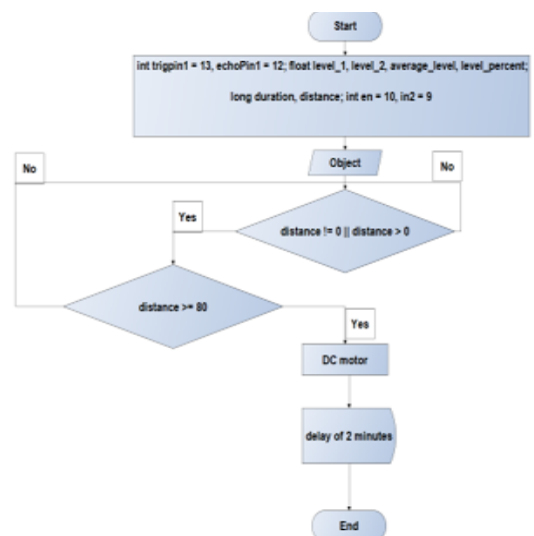 Start
int trigpin1 = 13, echoPin1 = 12; float level_1, level_2, average_level, level_percent;
long duration, distance; int en = 10, in2 = 9
Object
No
No
Yes
distance != 0 || distance > 0
distance >= 80
Yes
DC motor
delay of 2 minutes
End